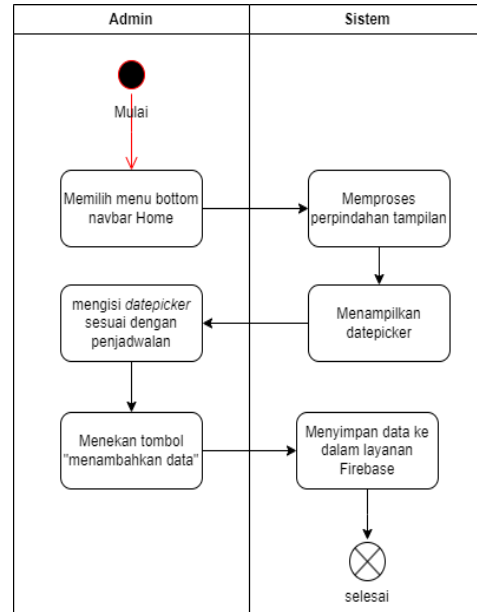 Admin
Sistem
Mulai
Memilih menu bottom
navbar Home
Memproses
perpindahan tampilan
mengisi datepicker
sesuai dengan
penjadwalan
Menampilkan
datepicker
Menekan tombol
"menambahkan data"
Menyimpan data ke
dalam layanan
Firebase
selesai